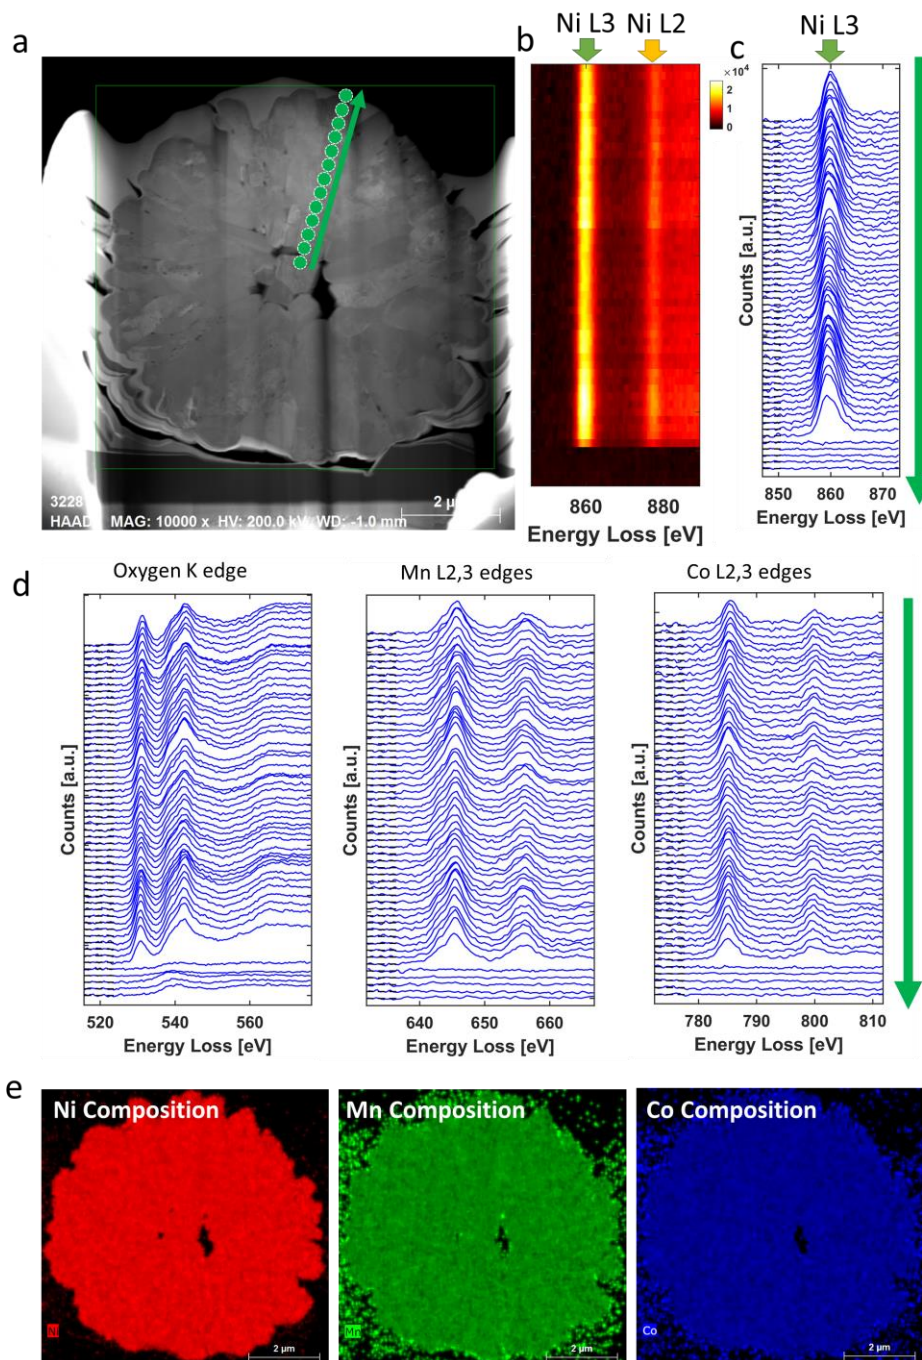 a
b
c
Ni L3 Ni L2
Ni L3
×10⁴
2
1
0
3228
HAAD MAG: 10000 x HV: 200.0 kV WD: -1.0 mm
2 µm
860 880
Energy Loss [eV]
Counts [a.u.]
850 860 870
Energy Loss [eV]
d
Oxygen K edge
Mn L2,3 edges
Co L2,3 edges
Counts [a.u.]
520 540 560
Energy Loss [eV]
Counts [a.u.]
640 650 660
Energy Loss [eV]
Counts [a.u.]
780 790 800 810
Energy Loss [eV]
e
Ni Composition
Ni
2 µm
Mn Composition
Mn
2 µm
Co Composition
Co
2 µm